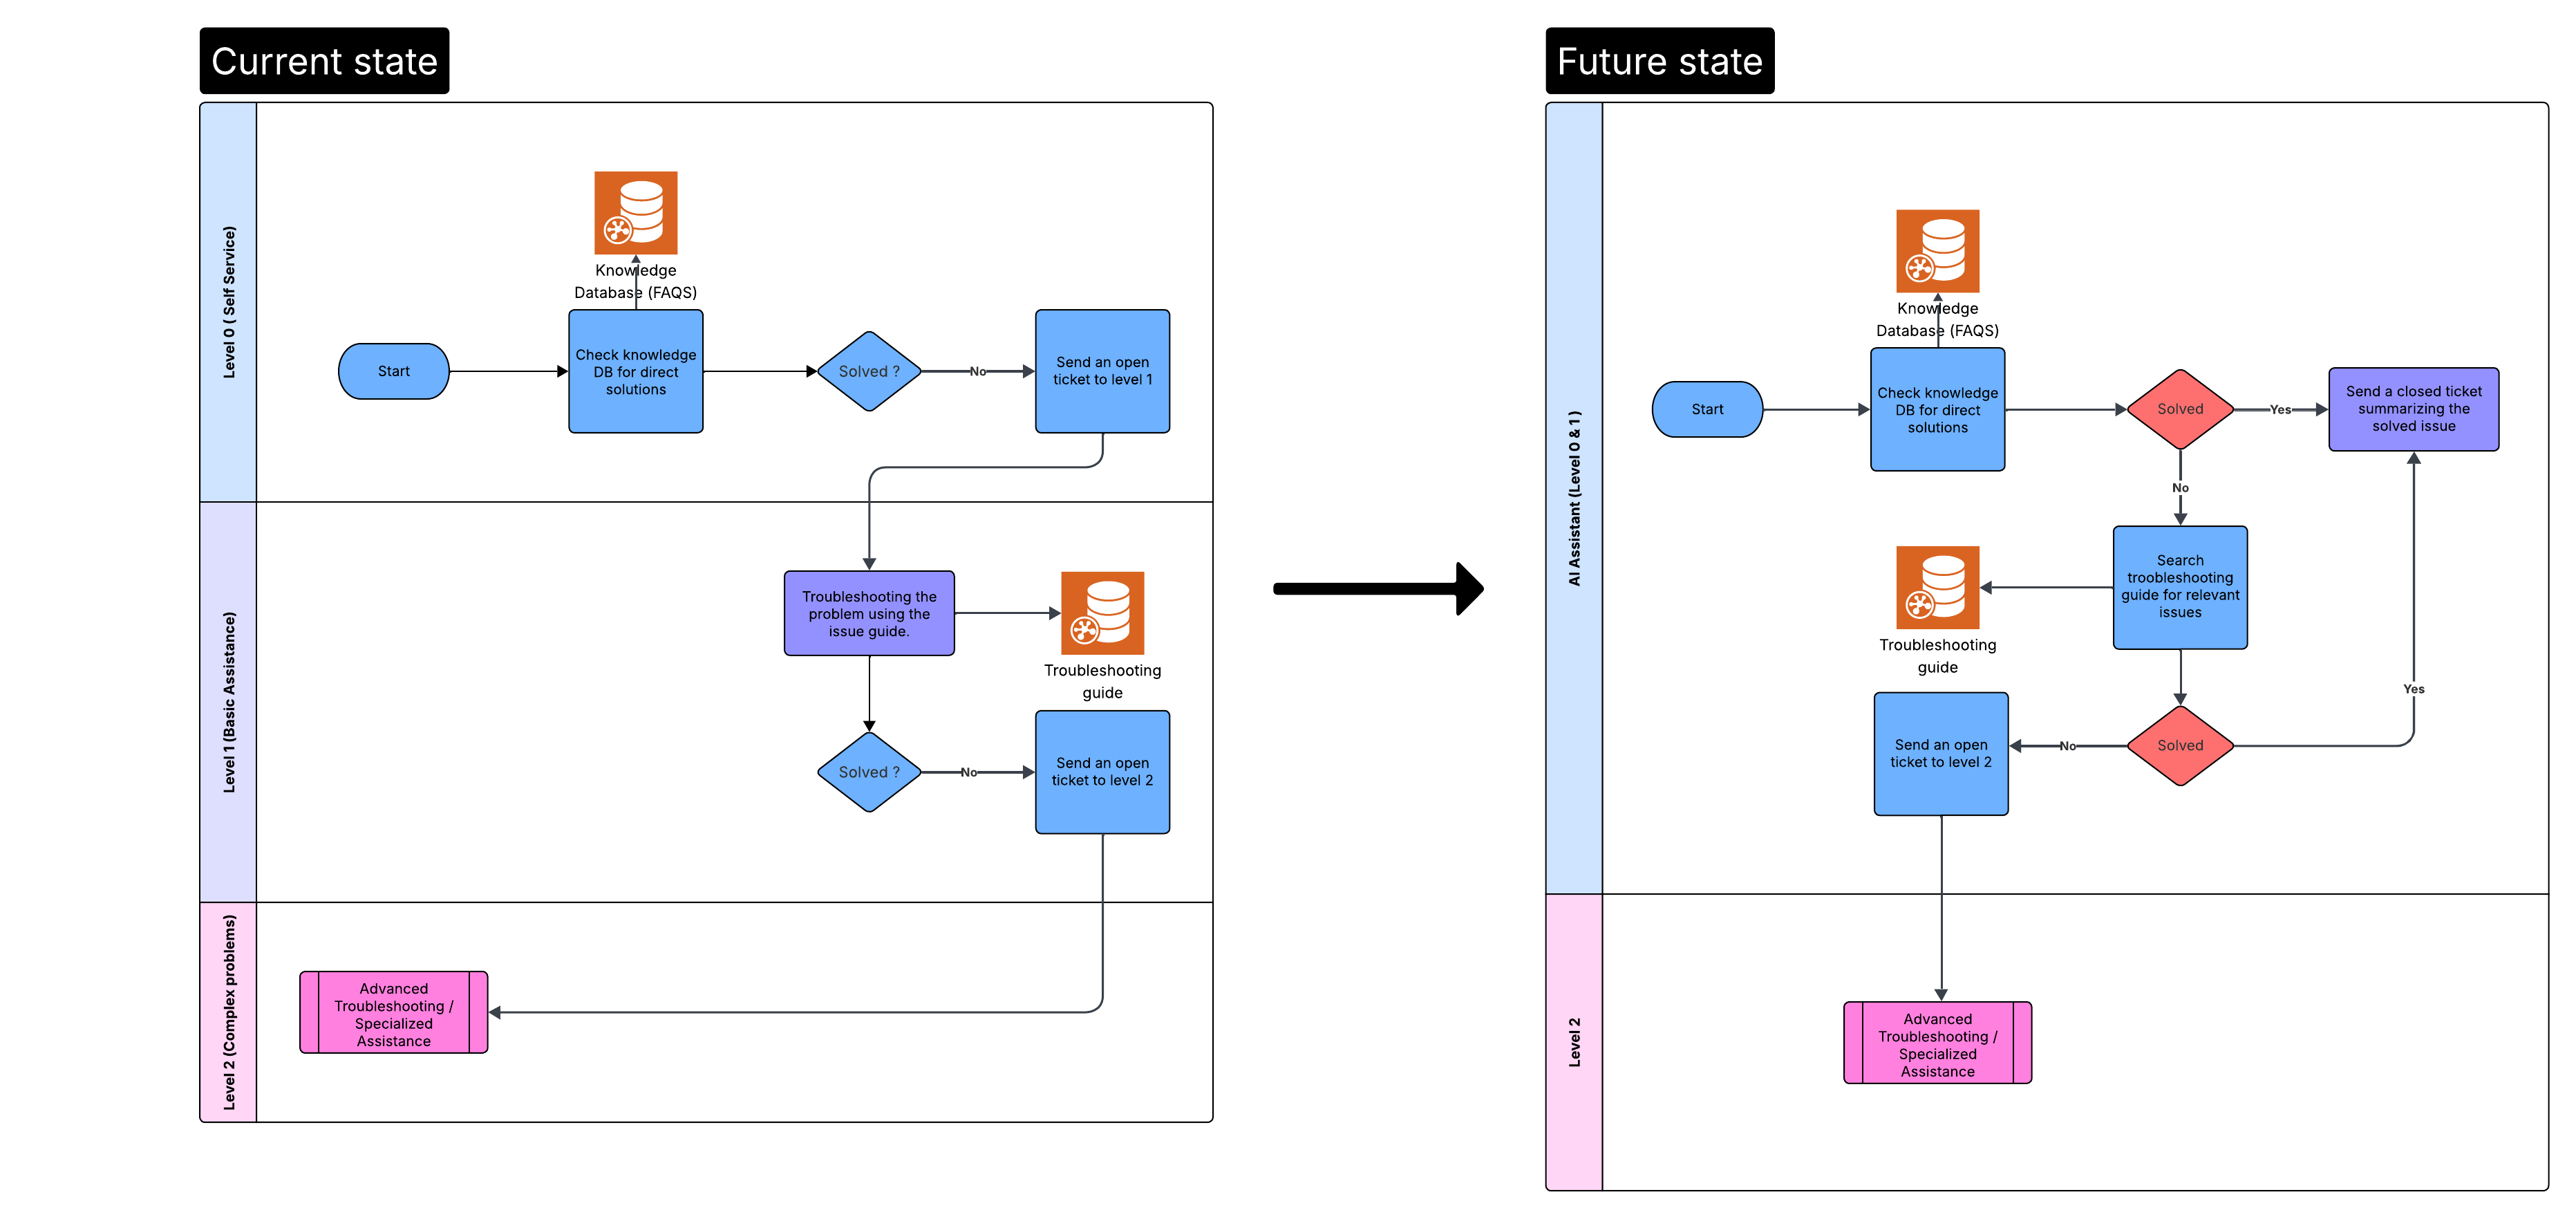 Current state
Level 0 ( Self Service)
Knowledge
Database (FAQS)
Start
Check knowledge
DB for direct
solutions
Solved ?
No
Send an open
ticket to level 1
Level 1 (Basic Assistance)
Troubleshooting the
problem using the
issue guide.
Troubleshooting
guide
Solved ?
No
Send an open
ticket to level 2
Level 2 (Complex problems)
Advanced
Troubleshooting /
Specialized
Assistance
Future state
AI Assistant (Level 0 & 1 )
Knowledge
Database (FAQS)
Start
Check knowledge
DB for direct
solutions
Solved
Yes
Send a closed ticket
summarizing the
solved issue
No
Search
troobleshooting
guide for relevant
issues
Troubleshooting
guide
Yes
Solved
No
Send an open
ticket to level 2
Level 2
Advanced
Troubleshooting /
Specialized
Assistance